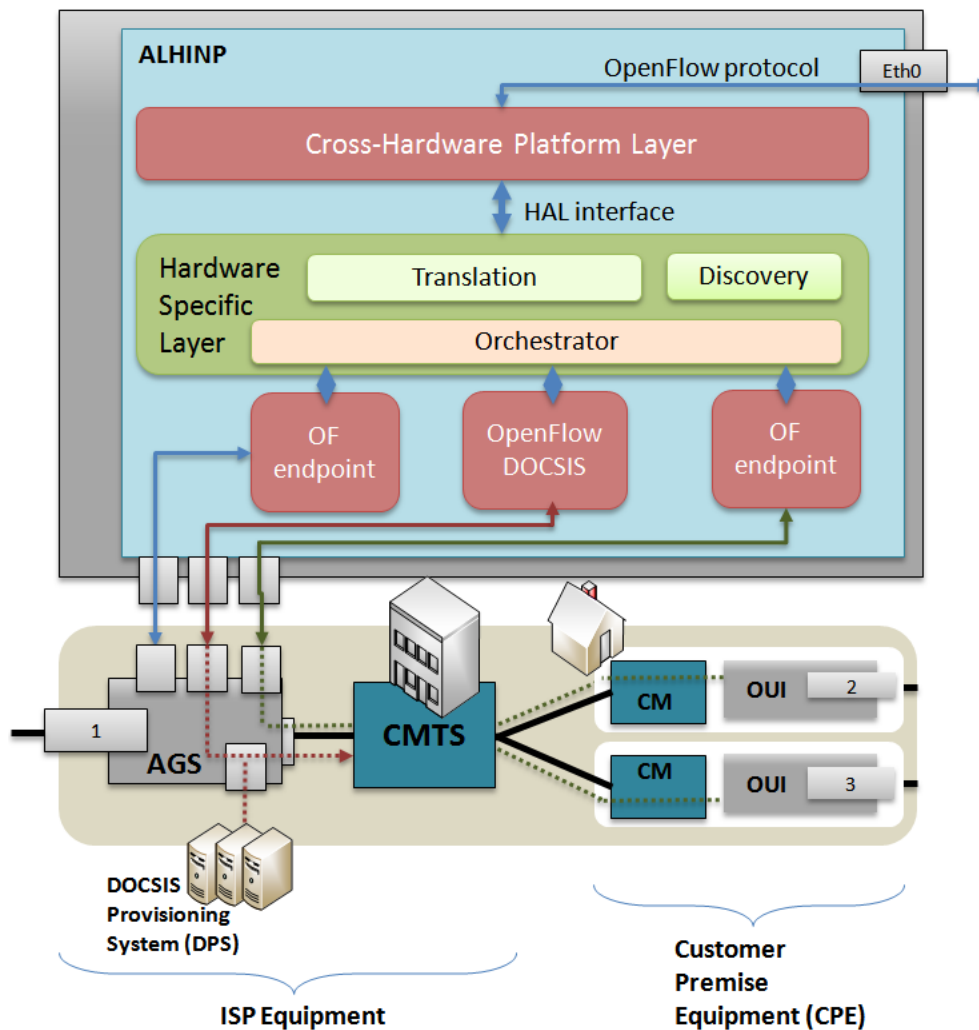 ALHINP
OpenFlow protocol
Eth0
Cross-Hardware Platform Layer
HAL interface
Hardware
Specific
Layer
Translation
Discovery
Orchestrator
OF
endpoint
OpenFlow
DOCSIS
OF
endpoint
1
AGS
CMTS
CM
OUI
2
CM
OUI
3
DOCSIS
Provisioning
System (DPS)
ISP Equipment
Customer
Premise
Equipment (CPE)